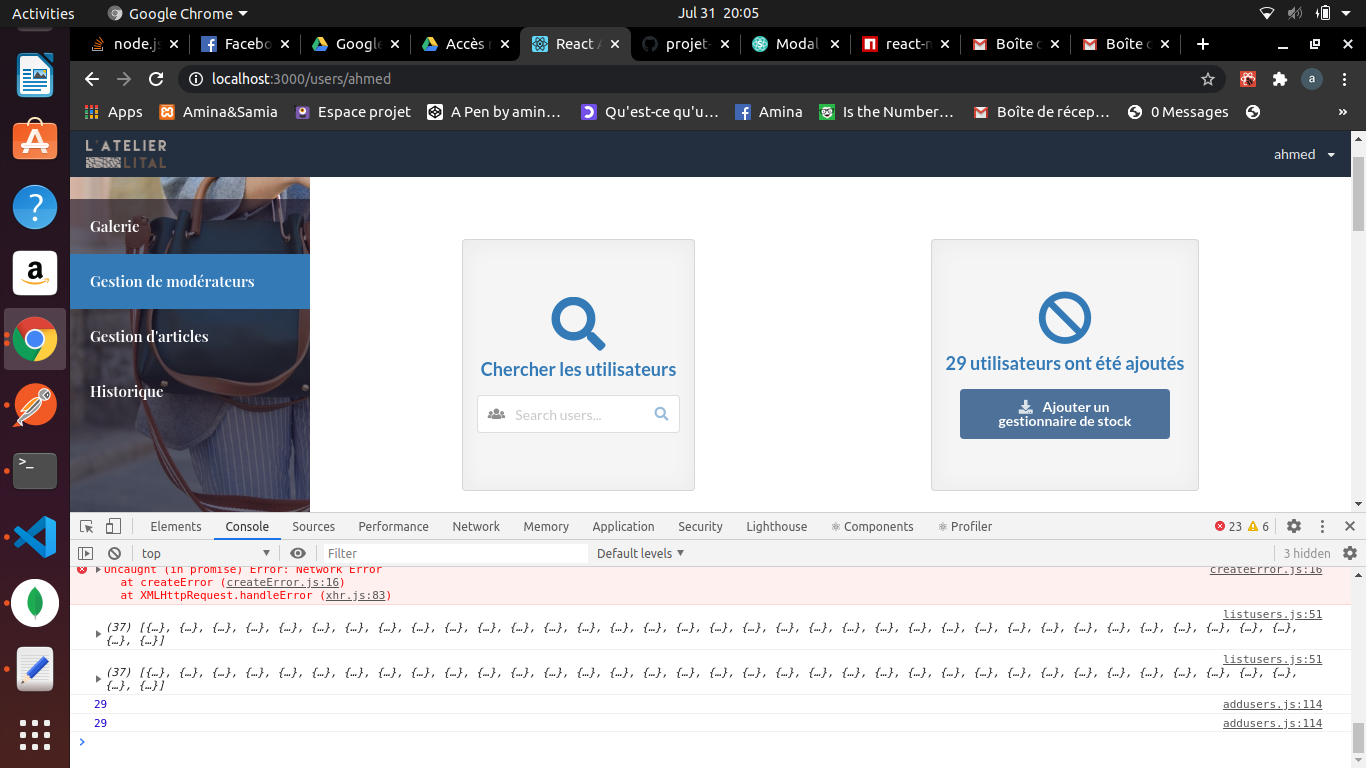 Activities
Google Chrome
Jul 31 20:05
node.js
Facebo
Google
Accès r
React A
projet-
Modal
react-n
Boîte d
Boîte d
localhost:3000/users/ahmed
a
Apps
Amina&Samia
Espace projet
A Pen by amin...
Qu'est-ce qu'u...
Amina
Is the Number...
Boîte de récep...
0 Messages
»
L'ATELIER
LITAL
ahmed
Galerie
Gestion de modérateurs
Gestion d'articles
Historique
Chercher les utilisateurs
Search users...
29 utilisateurs ont été ajoutés
Ajouter un
gestionnaire de stock
Elements
Console
Sources
Performance
Network
Memory
Application
Security
Lighthouse
Components
Profiler
23
6
top
Filter
Default levels
3 hidden
Uncaught (in promise) Error: Network Error
createError.js:16
at createError (createError.js:16)
at XMLHttpRequest.handleError (xhr.js:83)
listusers.js:51
(37) [{…}, {…}, {…}, {…}, {…}, {…}, {…}, {…}, {…}, {…}, {…}, {…}, {…}, {…}, {…}, {…}, {…}, {…}, {…}, {…}, {…}, {…}, {…}, {…}, {…}, {…}, {…}, {…}, {…}, {…}, {…}, {…}, {…}, {…}, {…},
{…}, {…}]
listusers.js:51
(37) [{…}, {…}, {…}, {…}, {…}, {…}, {…}, {…}, {…}, {…}, {…}, {…}, {…}, {…}, {…}, {…}, {…}, {…}, {…}, {…}, {…}, {…}, {…}, {…}, {…}, {…}, {…}, {…}, {…}, {…}, {…}, {…}, {…}, {…}, {…},
{…}, {…}]
29
addusers.js:114
29
addusers.js:114